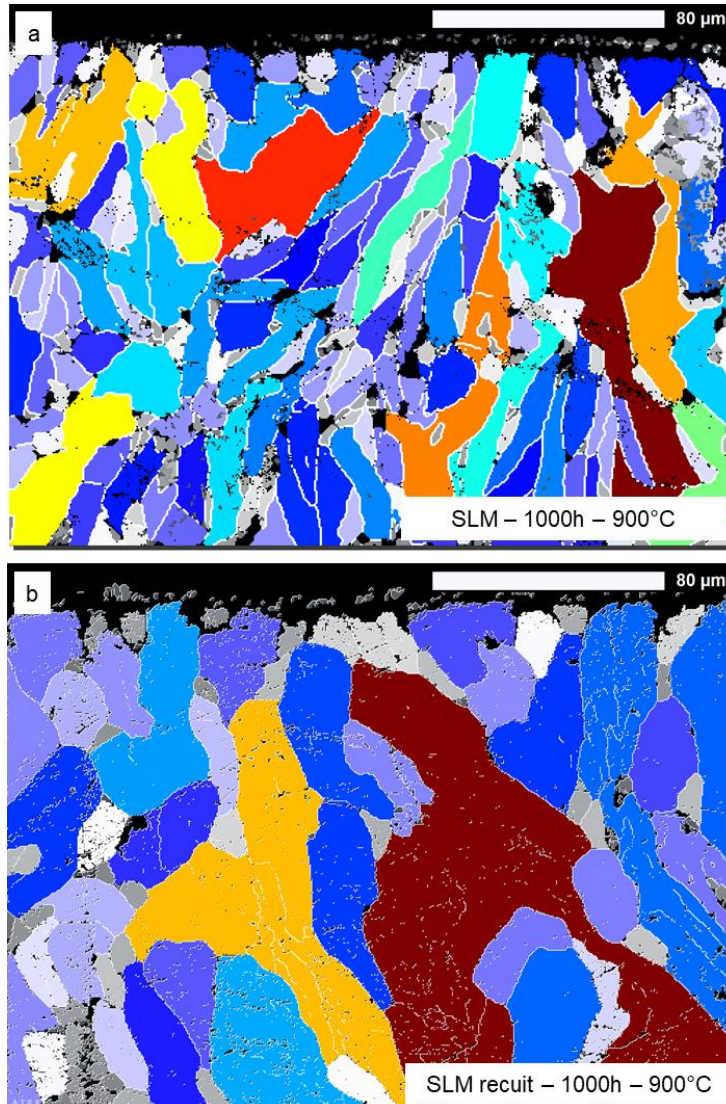 a
80 µm
SLM – 1000h – 900°C
b
80 µm
SLM recuit – 1000h – 900°C